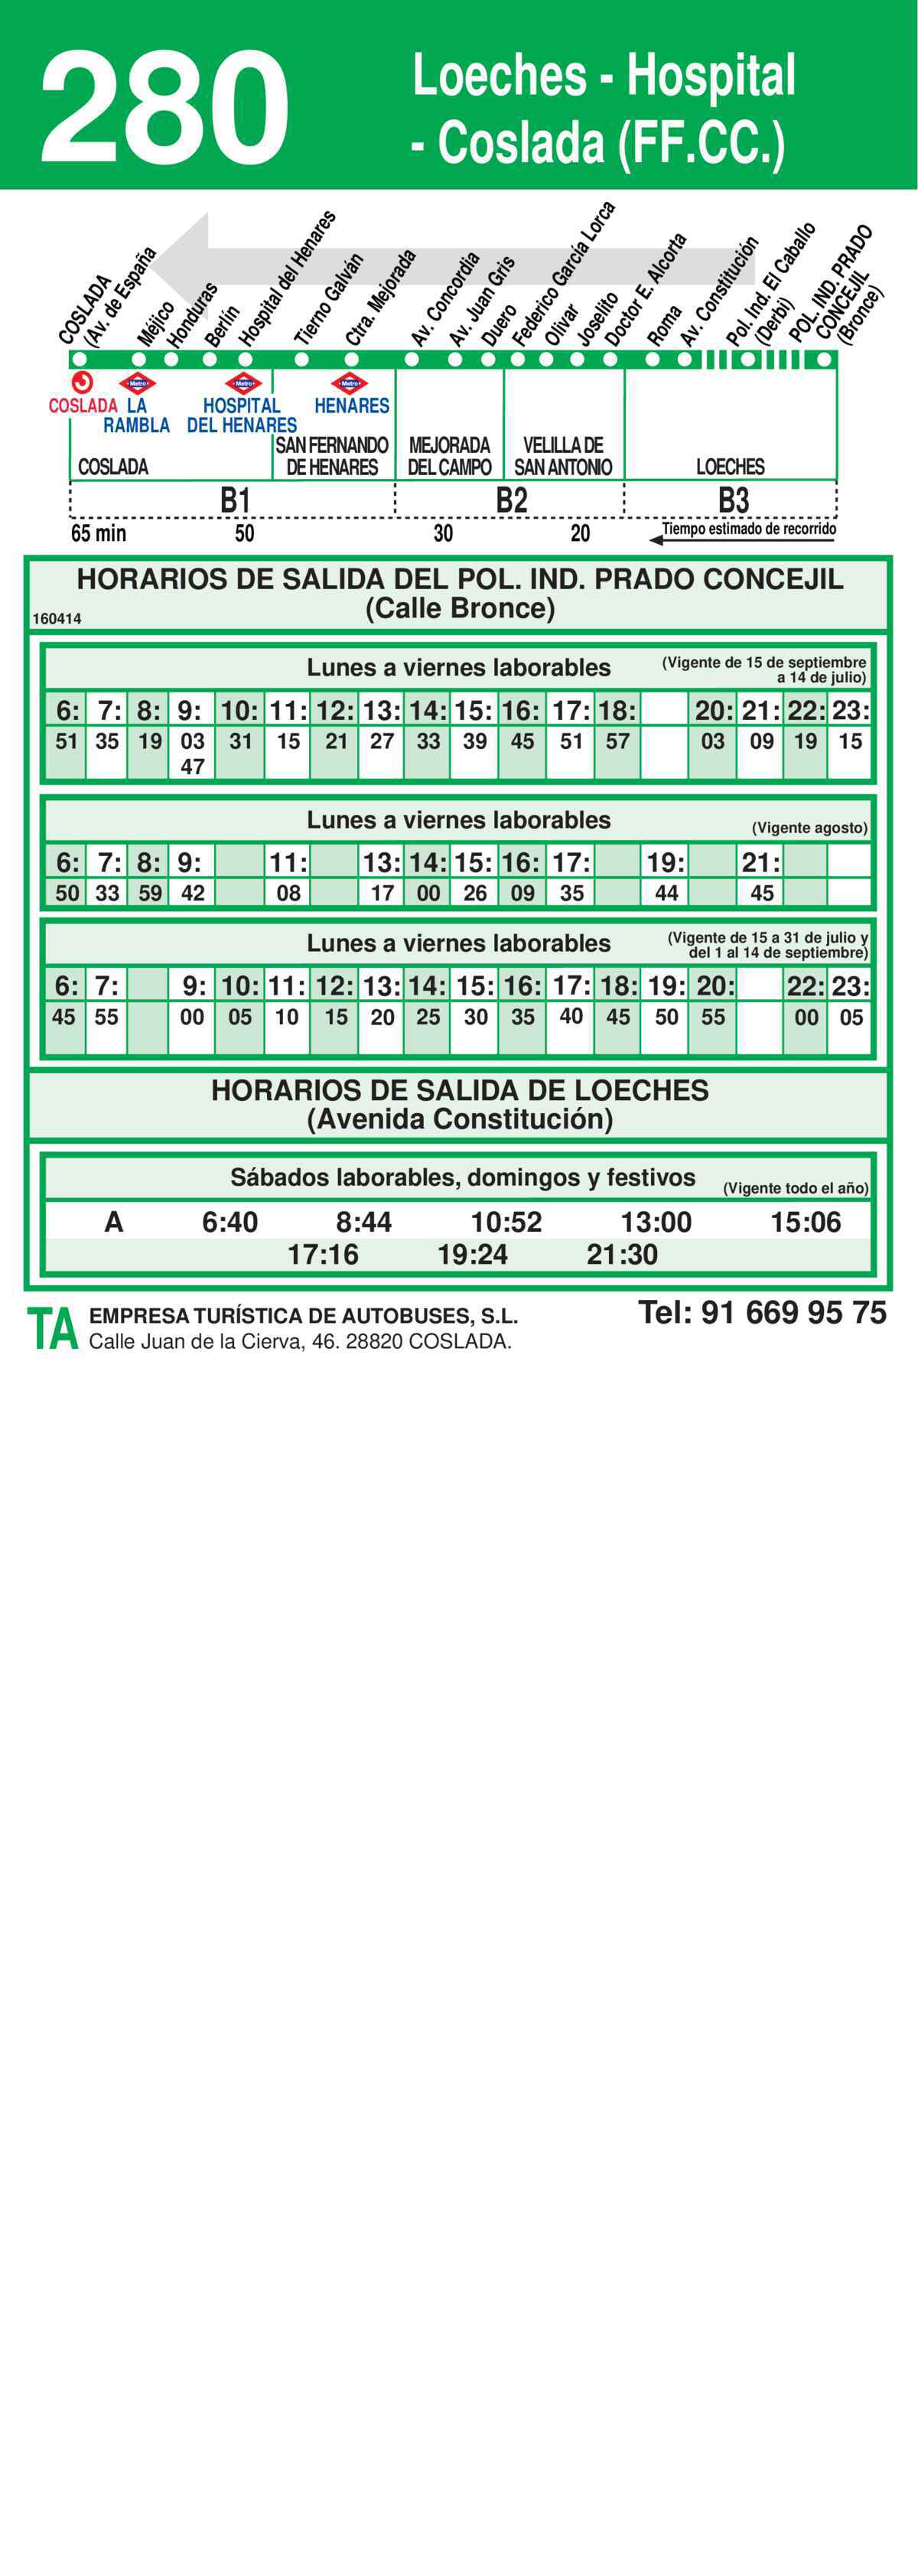 280
Loeches - Hospital
- Coslada (FF.CC.)
COSLADA
(Av. de España
Méjico
Honduras
Berlín
Hospital del Henares
Tierno Galván
Ctra. Mejorada
Av. Concordia
Av. Juan Gris
Duero
Federico García Lorca
Olivar
Joselito
Doctor E. Alcorta
Roma
Av. Constitución
Pol. Ind. El Caballo
(Derbi)
POL. IND. PRADO
CONCEJIL
(Bronce)
Metro Metro Metro
COSLADA LA HOSPITAL HENARES
RAMBLA DEL HENARES
SAN FERNANDO MEJORADA VELILLA DE
COSLADA DE HENARES DEL CAMPO SAN ANTONIO LOECHES
B1 B2 B3
65 min 50 30 20 Tiempo estimado de recorrido
HORARIOS DE SALIDA DEL POL. IND. PRADO CONCEJIL
(Calle Bronce)
160414
Lunes a viernes laborables (Vigente de 15 de septiembre
a 14 de julio)
6: 7: 8: 9: 10: 11: 12: 13: 14: 15: 16: 17: 18: 20: 21: 22: 23:
51 35 19 03 31 15 21 27 33 39 45 51 57 03 09 19 15
47
Lunes a viernes laborables (Vigente agosto)
6: 7: 8: 9: 11: 13: 14: 15: 16: 17: 19: 21:
50 33 59 42 08 17 00 26 09 35 44 45
Lunes a viernes laborables (Vigente de 15 a 31 de julio y
del 1 al 14 de septiembre)
6: 7: 9: 10: 11: 12: 13: 14: 15: 16: 17: 18: 19: 20: 22: 23:
45 55 00 05 10 15 20 25 30 35 40 45 50 55 00 05
HORARIOS DE SALIDA DE LOECHES
(Avenida Constitución)
Sábados laborables, domingos y festivos (Vigente todo el año)
A 6:40 8:44 10:52 13:00 15:06
17:16 19:24 21:30
TA EMPRESA TURÍSTICA DE AUTOBUSES, S.L. Tel: 91 669 95 75
Calle Juan de la Cierva, 46. 28820 COSLADA.